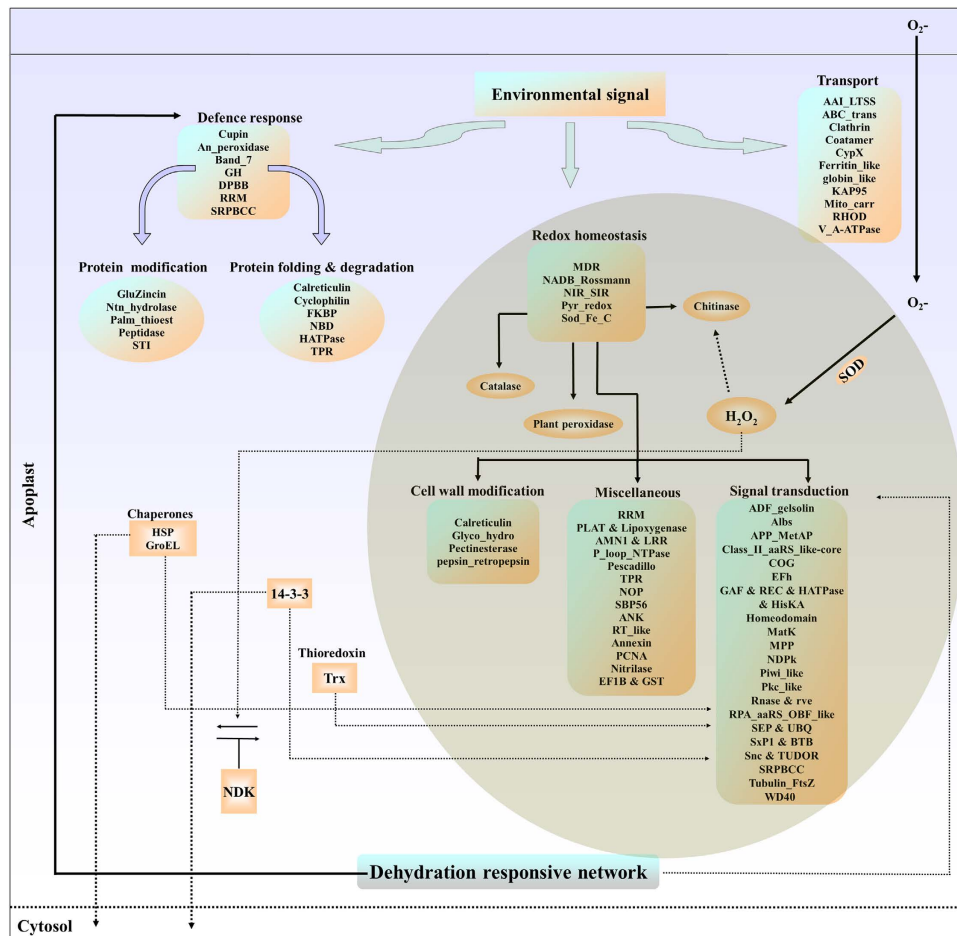 O₂-
Environmental signal
Transport
AAI_LTSS
ABC_trans
Clathrin
Coatamer
CypX
Ferritin_like
globin_like
KAP95
Mito_carr
RHOD
V_A-ATPase
Defence response
Cupin
An_peroxidase
Band_7
GH
DPBB
RRM
SRPBCC
Protein modification
GluZincin
Ntn_hydrolase
Palm_thioest
Peptidase
STI
Protein folding & degradation
Calreticulin
Cyclophilin
FKBP
NBD
HATPase
TPR
Redox homeostasis
MDR
NADB_Rossmann
NIR_SIR
Pyr_redox
Sod_Fe_C
Chitinase
O₂-
SOD
Catalase
Plant peroxidase
H₂O₂
Apoplast
Cell wall modification
Calreticulin
Glyco_hydro
Pectinesterase
pepsin_retropepsin
Miscellaneous
RRM
PLAT & Lipoxygenase
AMN1 & LRR
P_loop_NTPase
Pescadillo
TPR
NOP
SBP56
ANK
RT_like
Annexin
PCNA
Nitrilase
EF1B & GST
Signal transduction
ADF_gelsolin
Albs
APP_MetAP
Class_II_aaRS_like-core
COG
EFh
GAF & REC & HATPase
& HisKA
Homeodomain
MatK
MPP
NDPk
Piwi_like
Pkc_like
Rnase & rve
RPA_aaRS_OBF_like
SEP & UBQ
SxP1 & BTB
Snc & TUDOR
SRPBCC
Tubulin_FtsZ
WD40
Chaperones
HSP
GroEL
14-3-3
Thioredoxin
Trx
NDK
Dehydration responsive network
Cytosol